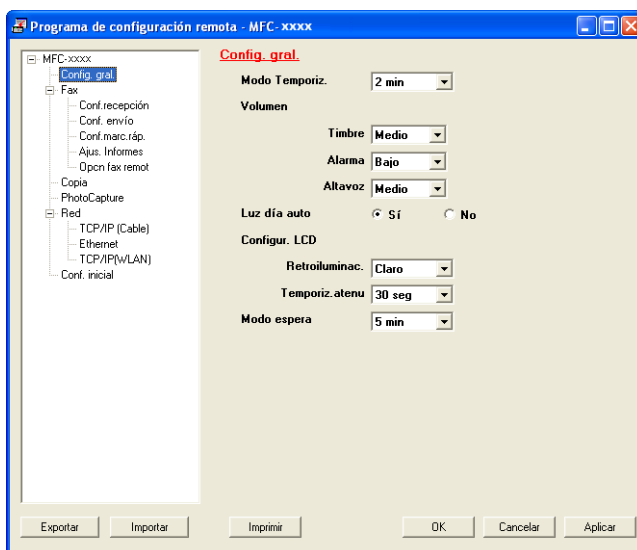 Programa de configuración remota - MFC-xxxx
MFC-xxxx
Config. gral.
Fax
Conf.recepción
Conf. envío
Conf.marc.ráp.
Ajus. Informes
Opcn fax remot
Copia
PhotoCapture
Red
TCP/IP (Cable)
Ethernet
TCP/IP(WLAN)
Conf. inicial
Config. gral.
Modo Temporiz. 2 min
Volumen
Timbre Medio
Alarma Bajo
Altavoz Medio
Luz día auto Sí No
Configur. LCD
Retroiluminac. Claro
Temporiz.atenu 30 seg
Modo espera 5 min
Exportar Importar Imprimir OK Cancelar Aplicar